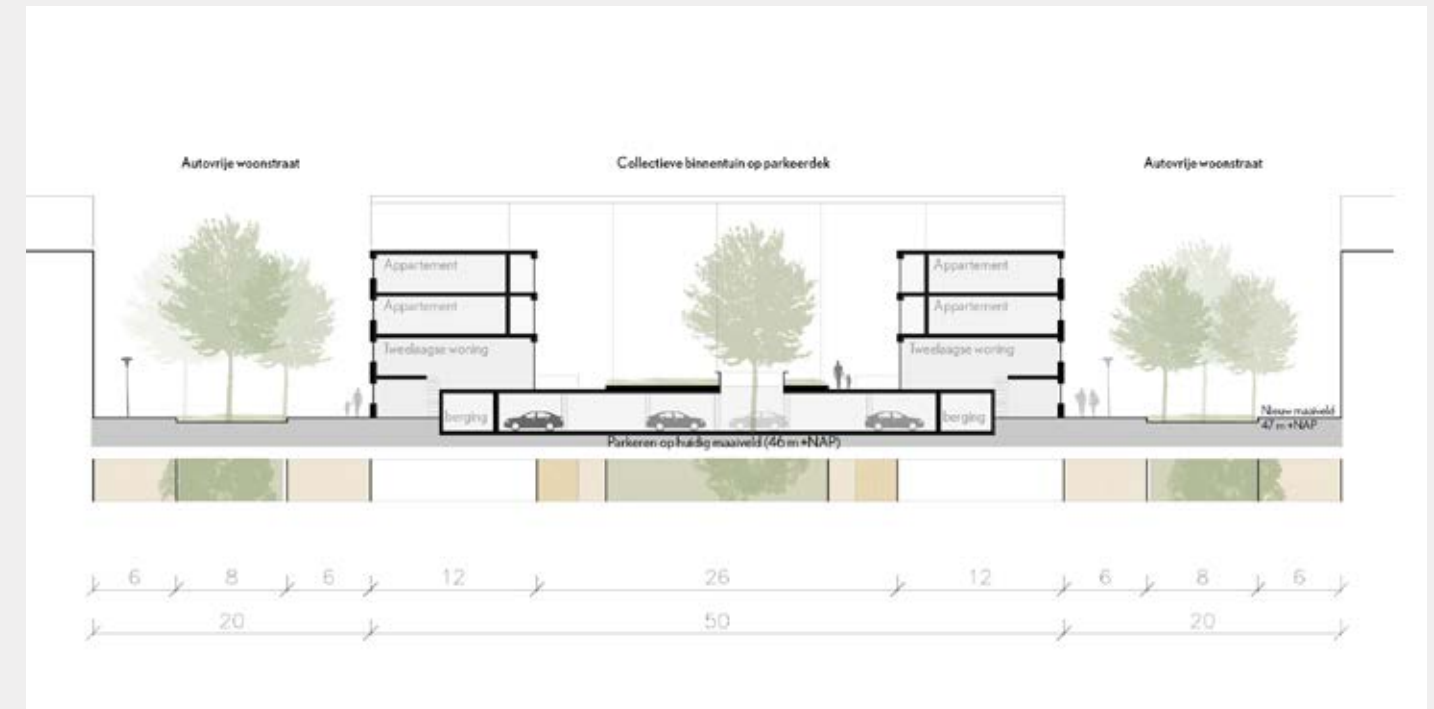 Autovrije woonstraat
Collectieve binnentuin op parkeerdek
Autovrije woonstraat
Appartement
Appartement
Appartement
Appartement
Tweelaagse woning
Tweelaagse woning
berging
berging
Nieuw maaiveld
47 m +NAP
Parkeren op huidig maaiveld (46 m +NAP)
6 8 6 12 26 12 6 8 6
20 50 20